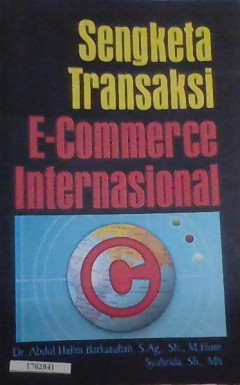 Sengketa
Transaksi
E-Commerce
Internasional
C
Dr. Abdul Halim Barkatullah, S.Ag., Sh., M.Hum
Syahrida, Sh., Mh
1702841